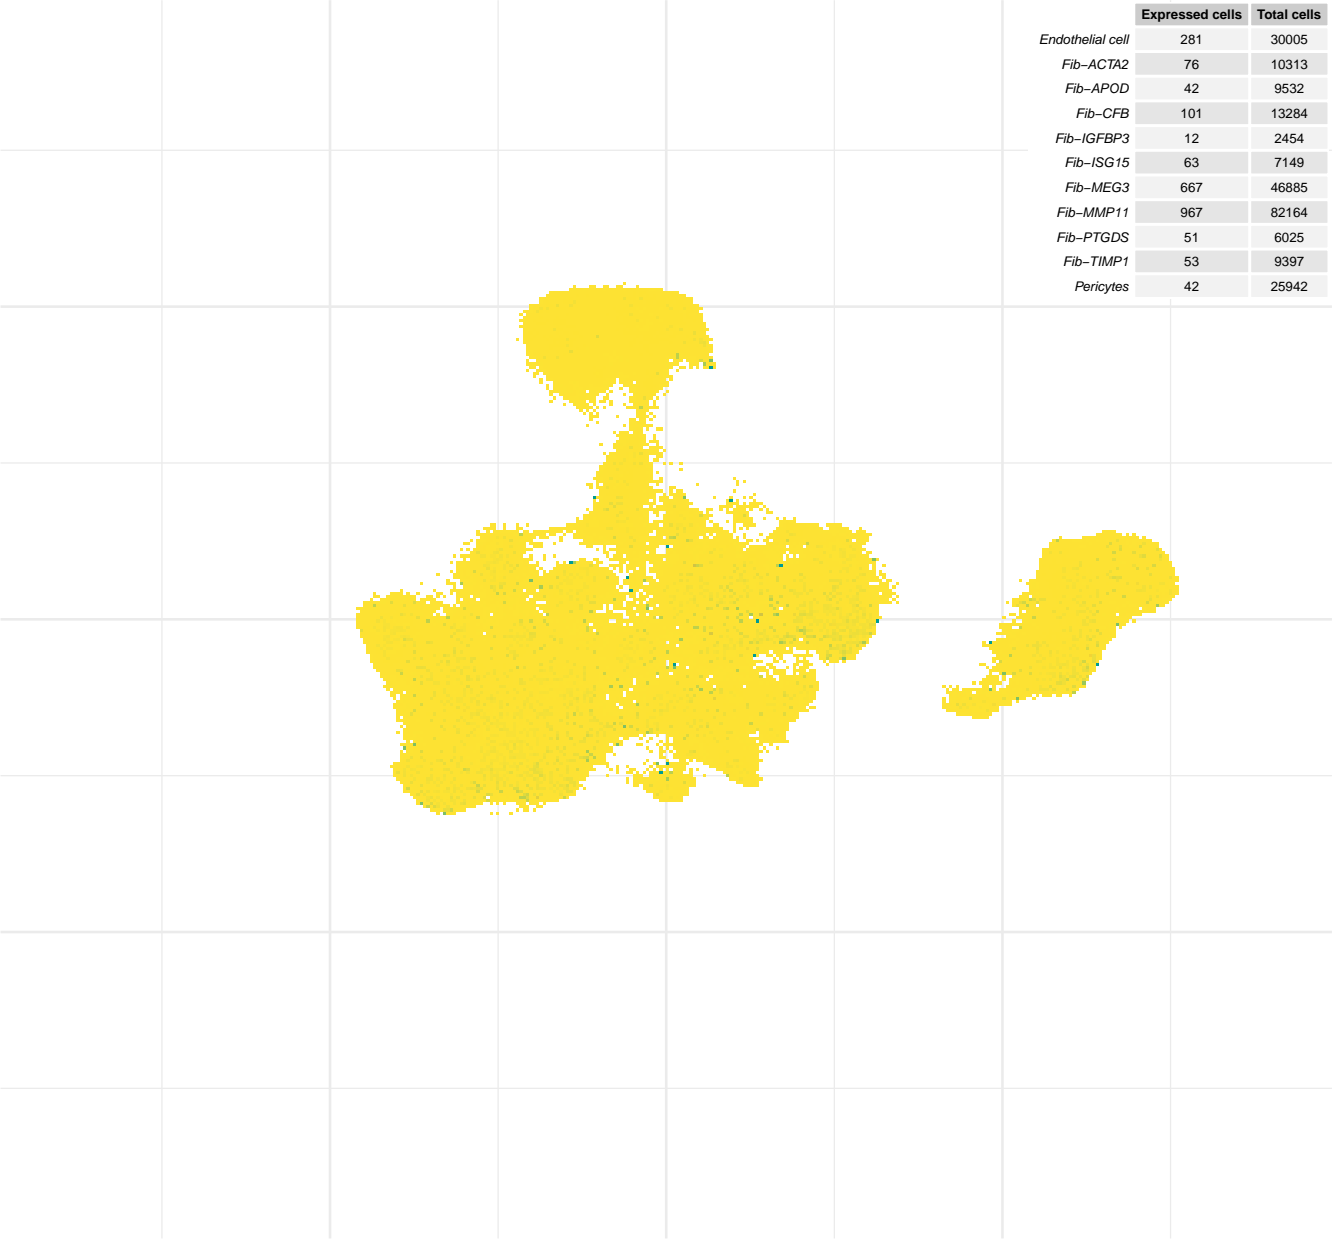 Expressed cells Total cells
Endothelial cell 281 30005
Fib−ACTA2 76 10313
Fib−APOD 42 9532
Fib−CFB 101 13284
Fib−IGFBP3 12 2454
Fib−ISG15 63 7149
Fib−MEG3 667 46885
Fib−MMP11 967 82164
Fib−PTGDS 51 6025
Fib−TIMP1 53 9397
Pericytes 42 25942